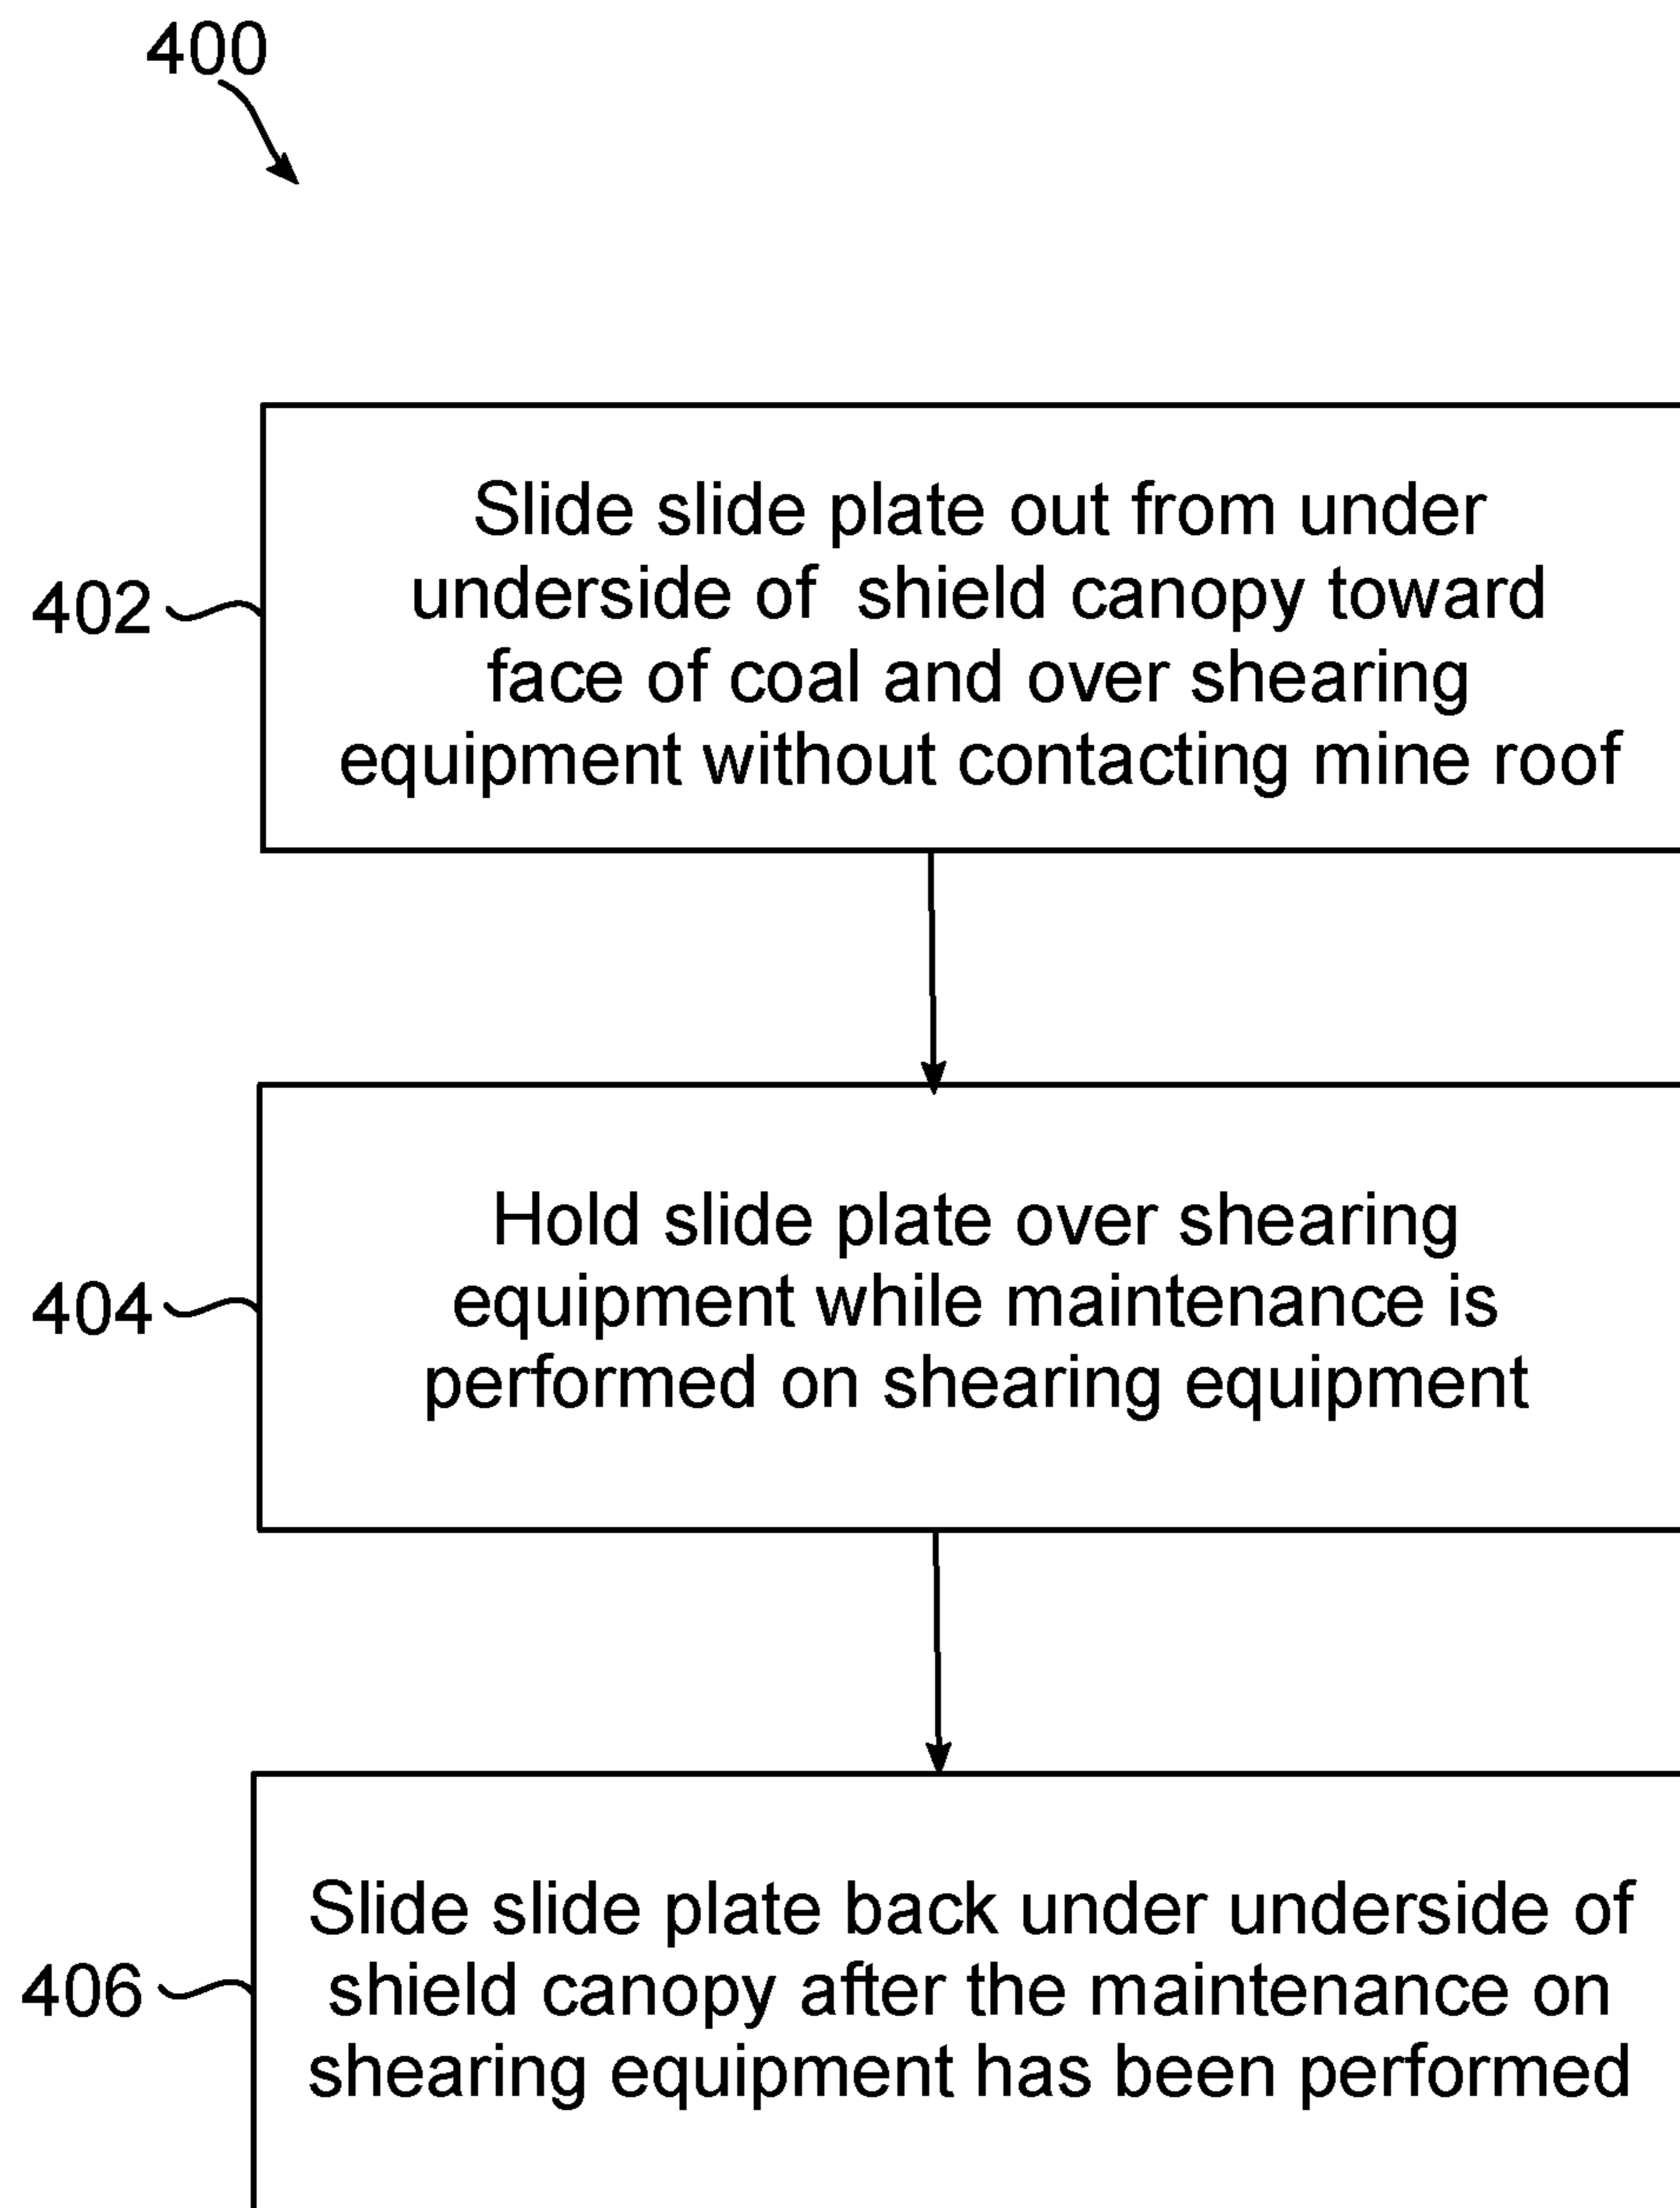 400
Slide slide plate out from under
underside of shield canopy toward
402
face of coal and over shearing
equipment without contacting mine roof
Hold slide plate over shearing
equipment while maintenance is
404
performed on shearing equipment
Slide slide plate back under underside of
shield canopy after the maintenance on
406
shearing equipment has been performed